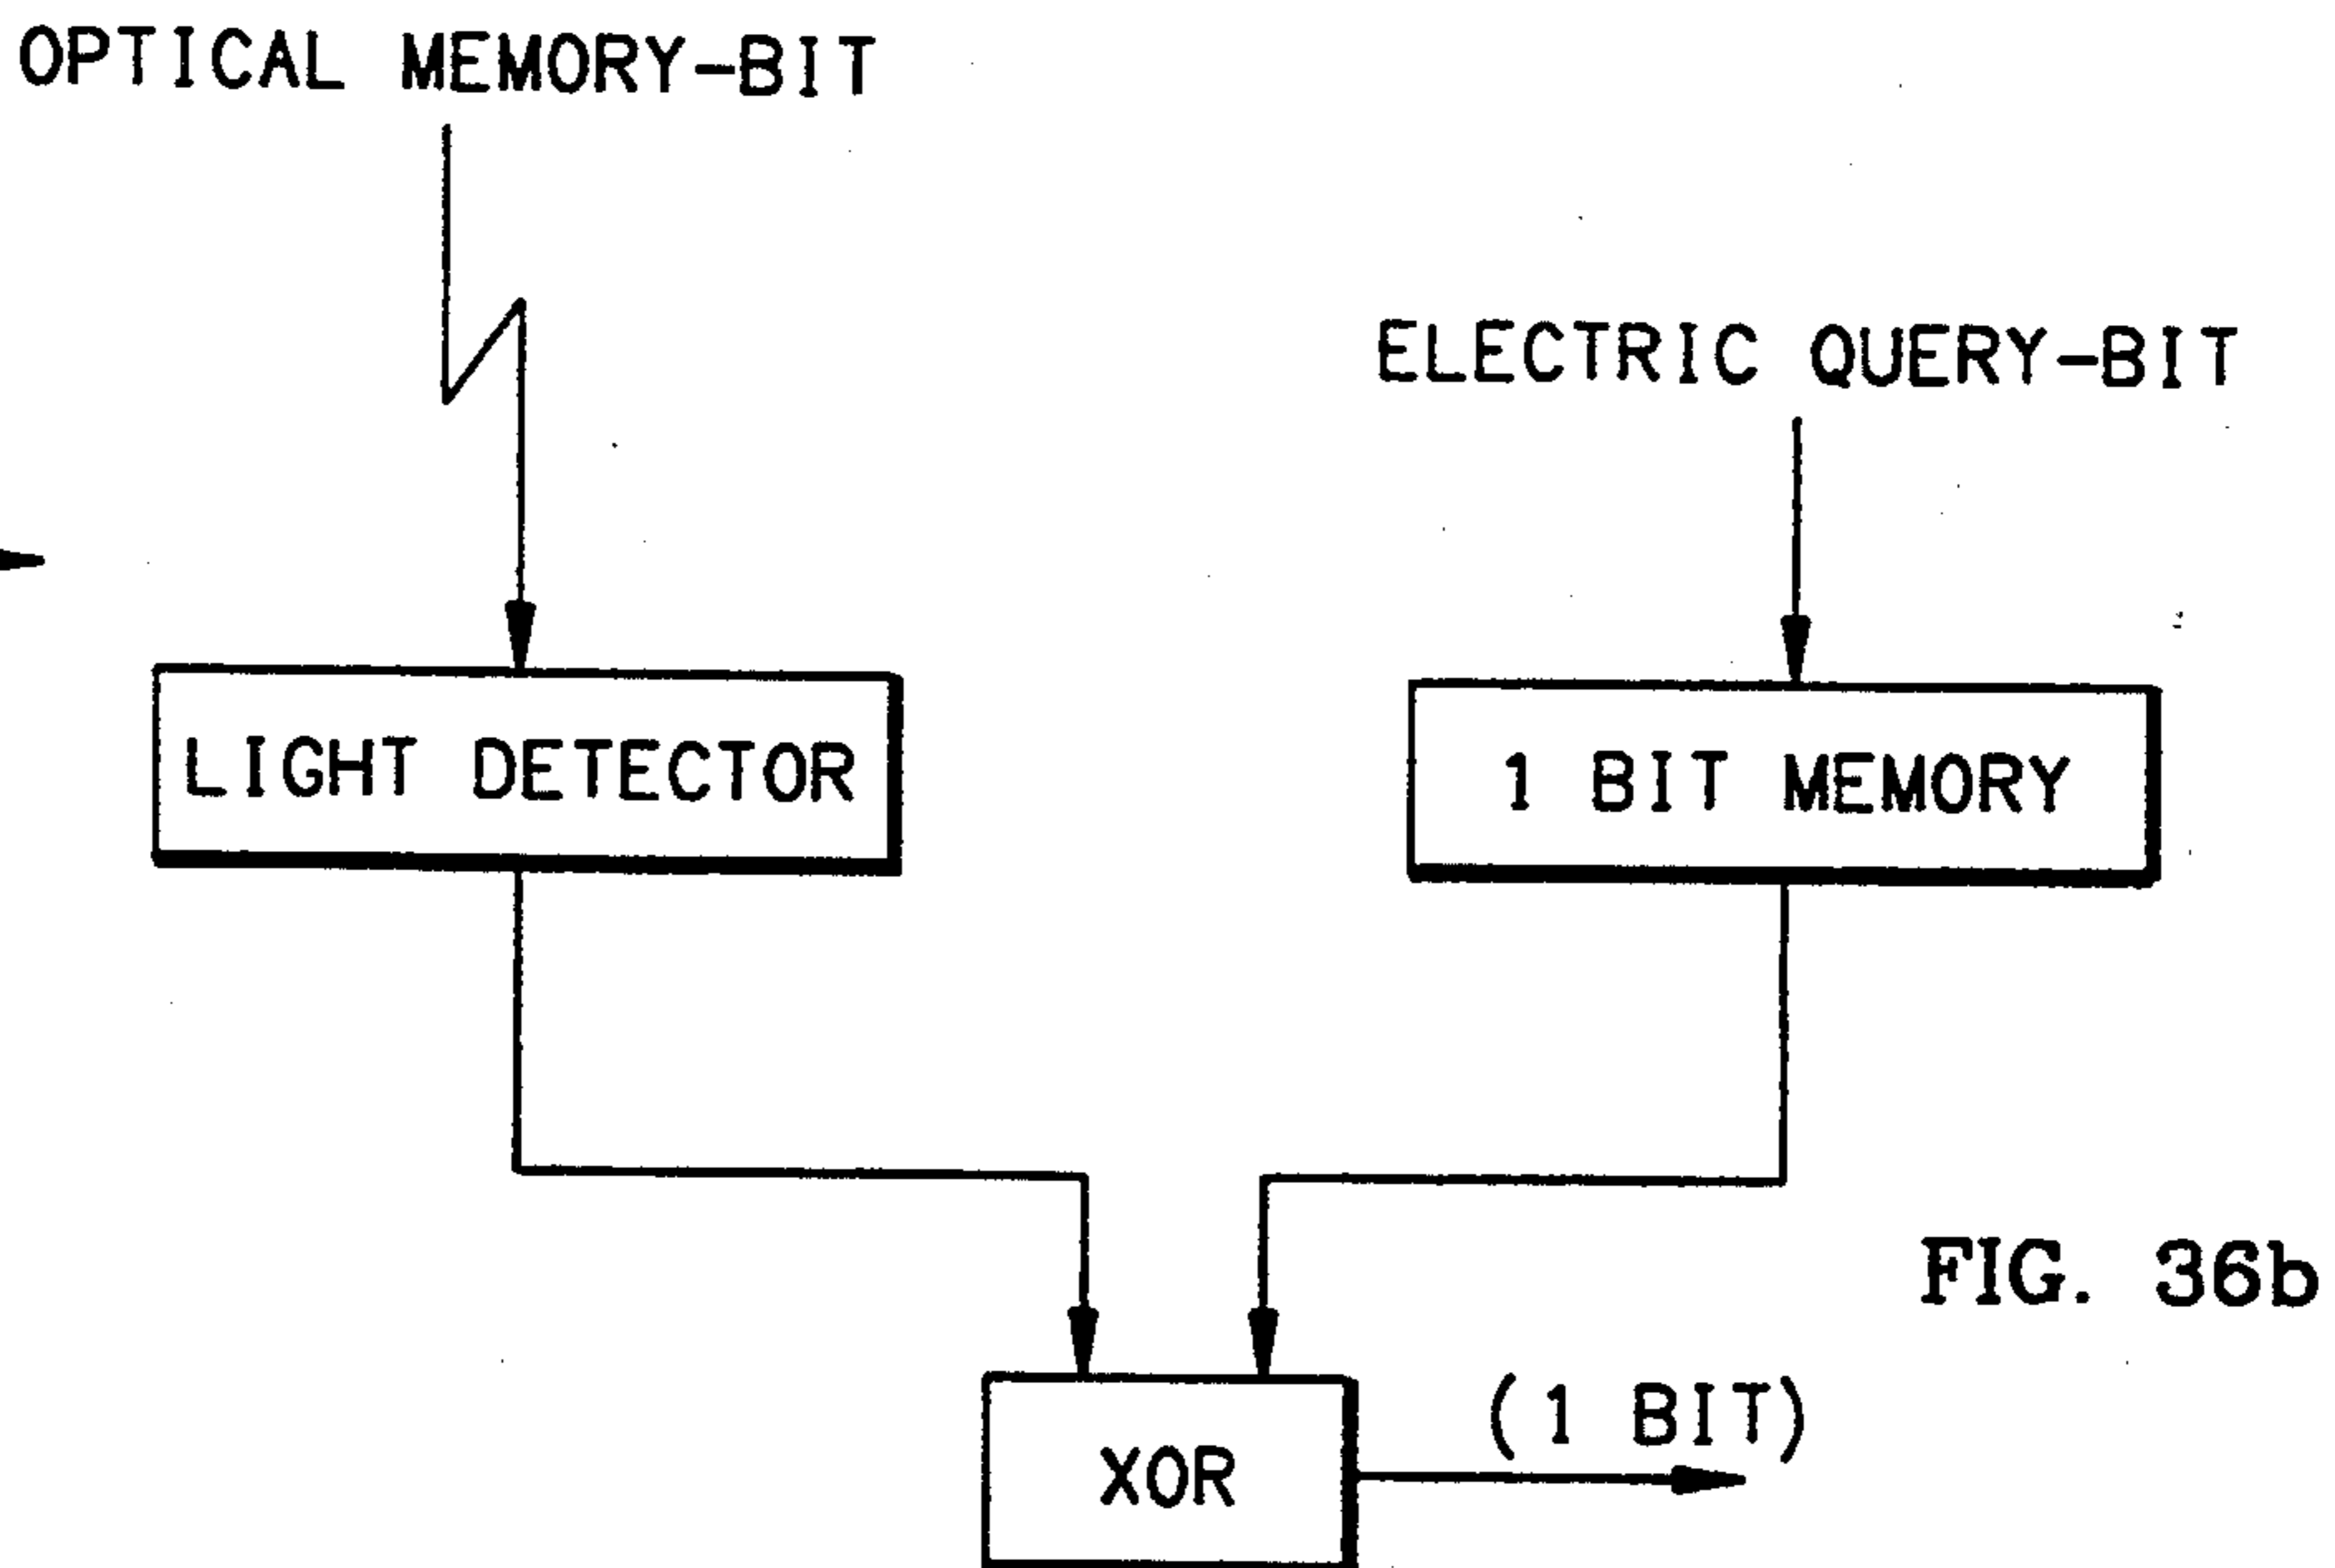 OPTICAL MEMORY-BIT
ELECTRIC QUERY-BIT
LIGHT DETECTOR
1 BIT MEMORY
FIG. 36b
(1 BIT)
XOR